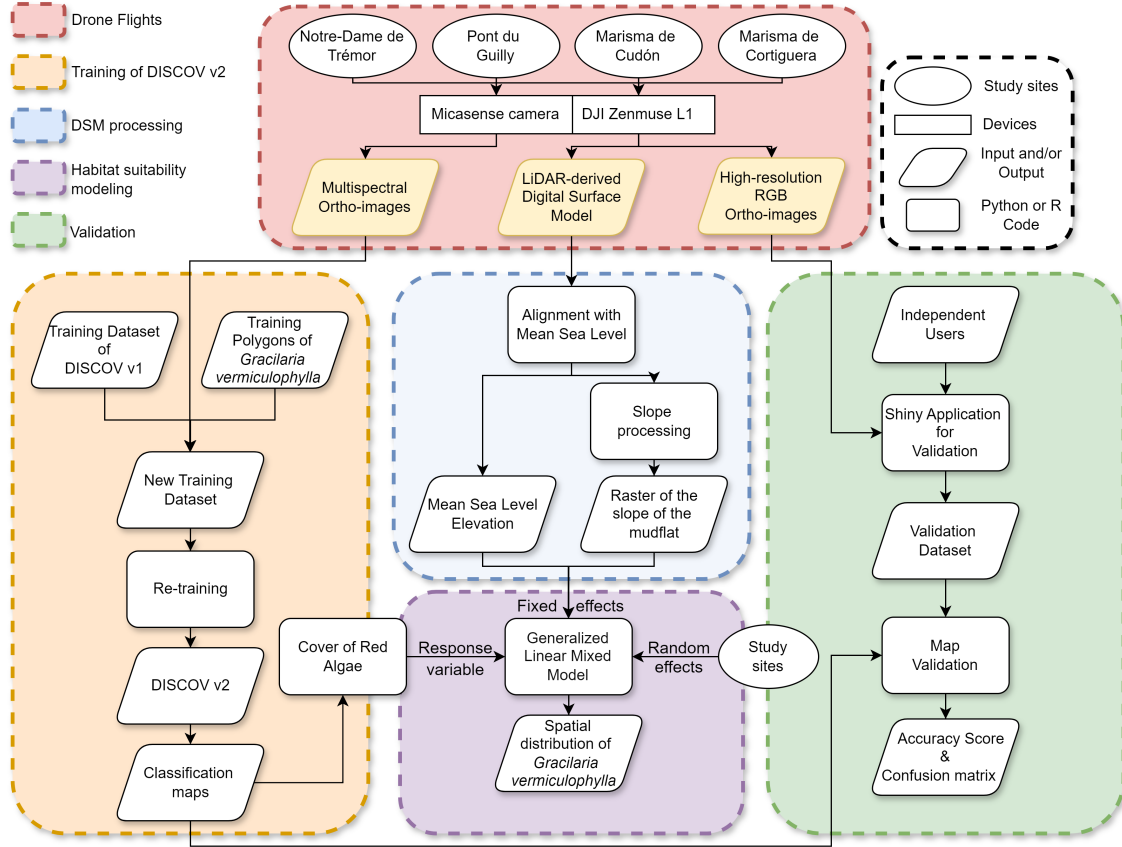 Drone Flights
Training of DISCOV v2
DSM processing
Habitat suitability
modeling
Validation
Notre-Dame de
Trémor
Pont du
Guilly
Marisma de
Cudón
Marisma de
Cortiguera
Micasense camera
DJI Zenmuse L1
Multispectral
Ortho-images
LiDAR-derived
Digital Surface
Model
High-resolution
RGB
Ortho-images
Study sites
Devices
Input and/or
Output
Python or R
Code
Training Dataset
of
DISCOV v1
Training
Polygons of
Gracilaria
vermiculophylla
New Training
Dataset
Re-training
DISCOV v2
Classification
maps
Cover of Red
Algae
Alignment with
Mean Sea Level
Slope
processing
Mean Sea Level
Elevation
Raster of the
slope of the
mudflat
Fixed effects
Response
variable
Generalized
Linear Mixed
Model
Random
effects
Study
sites
Spatial
distribution of
Gracilaria
vermiculophylla
Independent
Users
Shiny Application
for
Validation
Validation
Dataset
Map
Validation
Accuracy Score
&
Confusion matrix